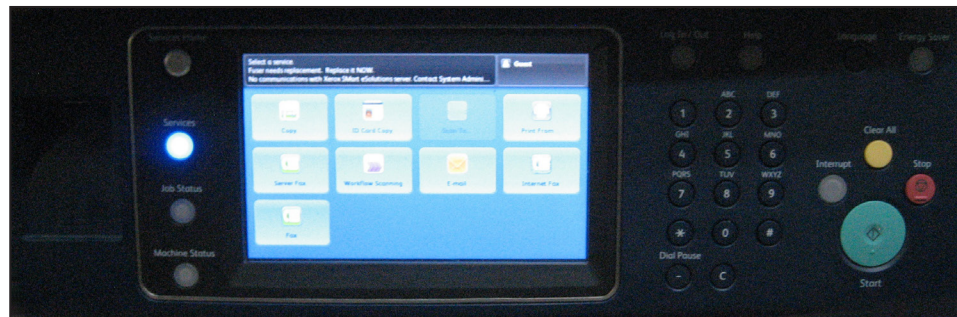 Services Home
Select a service.
Fuser needs replacement. Replace it NOW.
No communications with Xerox SMart eSolutions server. Contact System Admins...
Guest
Copy
ID Card Copy
Print From...
Server Fax
Workflow Scanning
E-mail
Internet Fax
Fax
Services
Job Status
Machine Status
Log In / Out
Help
Language
Energy Saver
ABC
DEF
1
2
3
GHI
JKL
MNO
4
5
6
PQRS
TUV
WXYZ
7
8
9
*
0
#
Dial Pause
-
C
Clear All
Interrupt
Stop
Start